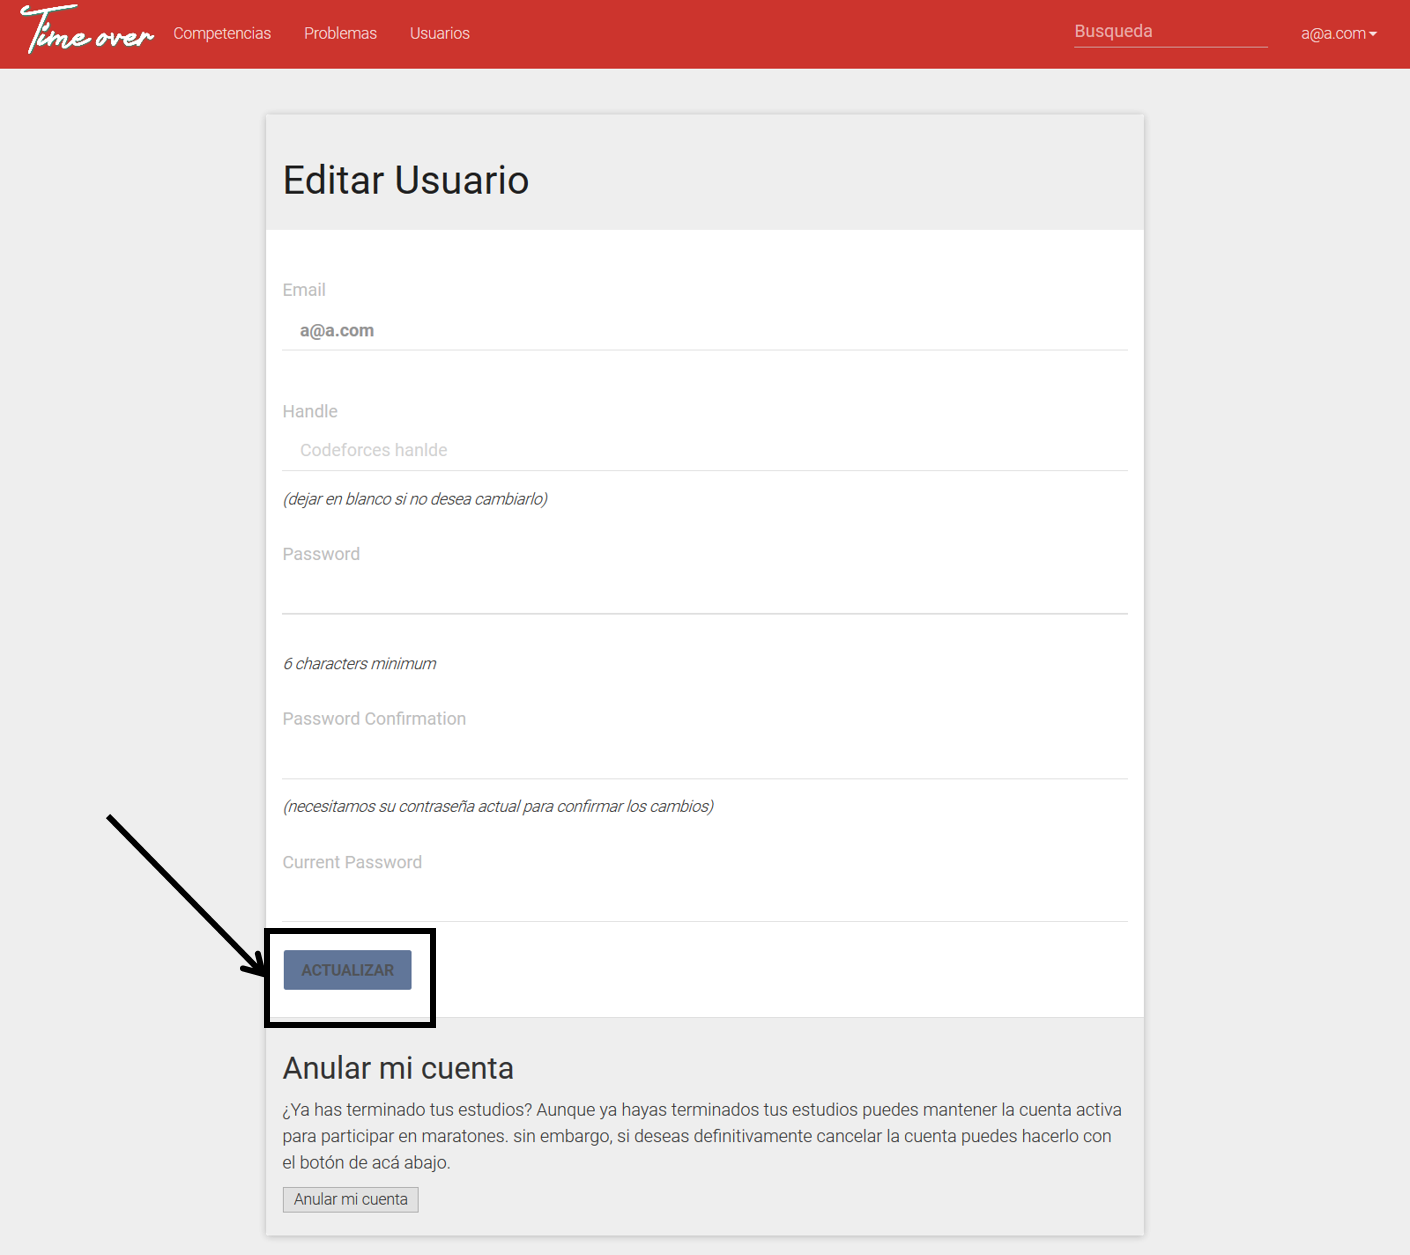 Time over Competencias Problemas Usuarios Busqueda a@a.com
Editar Usuario
Email
a@a.com
Handle
Codeforces hanlde
(dejar en blanco si no desea cambiarlo)
Password
6 characters minimum
Password Confirmation
(necesitamos su contraseña actual para confirmar los cambios)
Current Password
ACTUALIZAR
Anular mi cuenta
¿Ya has terminado tus estudios? Aunque ya hayas terminados tus estudios puedes mantener la cuenta activa
para participar en maratones. sin embargo, si deseas definitivamente cancelar la cuenta puedes hacerlo con
el botón de acá abajo.
Anular mi cuenta